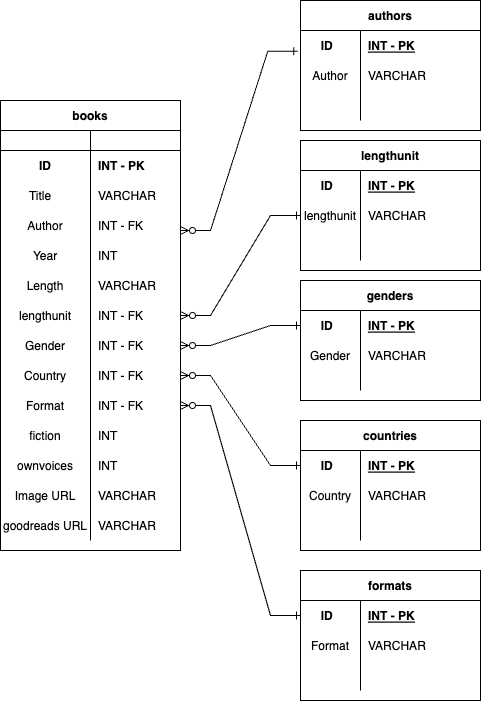 books
ID INT - PK
Title VARCHAR
Author INT - FK
Year INT
Length VARCHAR
lengthunit INT - FK
Gender INT - FK
Country INT - FK
Format INT - FK
fiction INT
ownvoices INT
Image URL VARCHAR
goodreads URL VARCHAR
authors
ID INT - PK
Author VARCHAR
lengthunit
ID INT - PK
lengthunit VARCHAR
genders
ID INT - PK
Gender VARCHAR
countries
ID INT - PK
Country VARCHAR
formats
ID INT - PK
Format VARCHAR